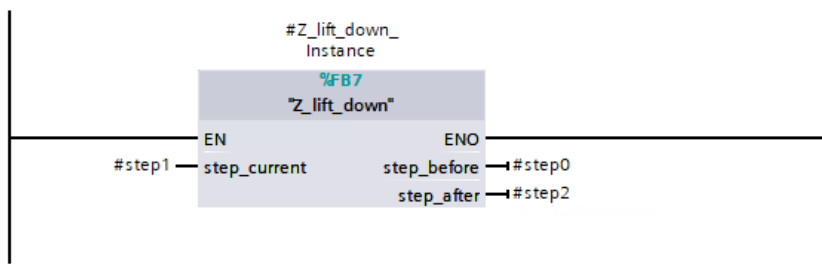 #Z_lift_down_
Instance
%FB7
"Z_lift_down"
EN ENO
#step1 step_current step_before #step0
step_after #step2